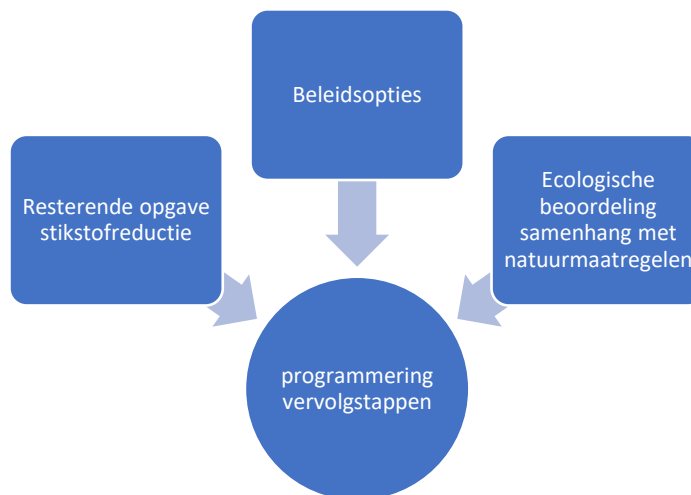 Beleidsopties
Resterende opgave
stikstofreductie
Ecologische
beoordeling
samenhang met
natuurmaatregelen
programmering
vervolgstappen